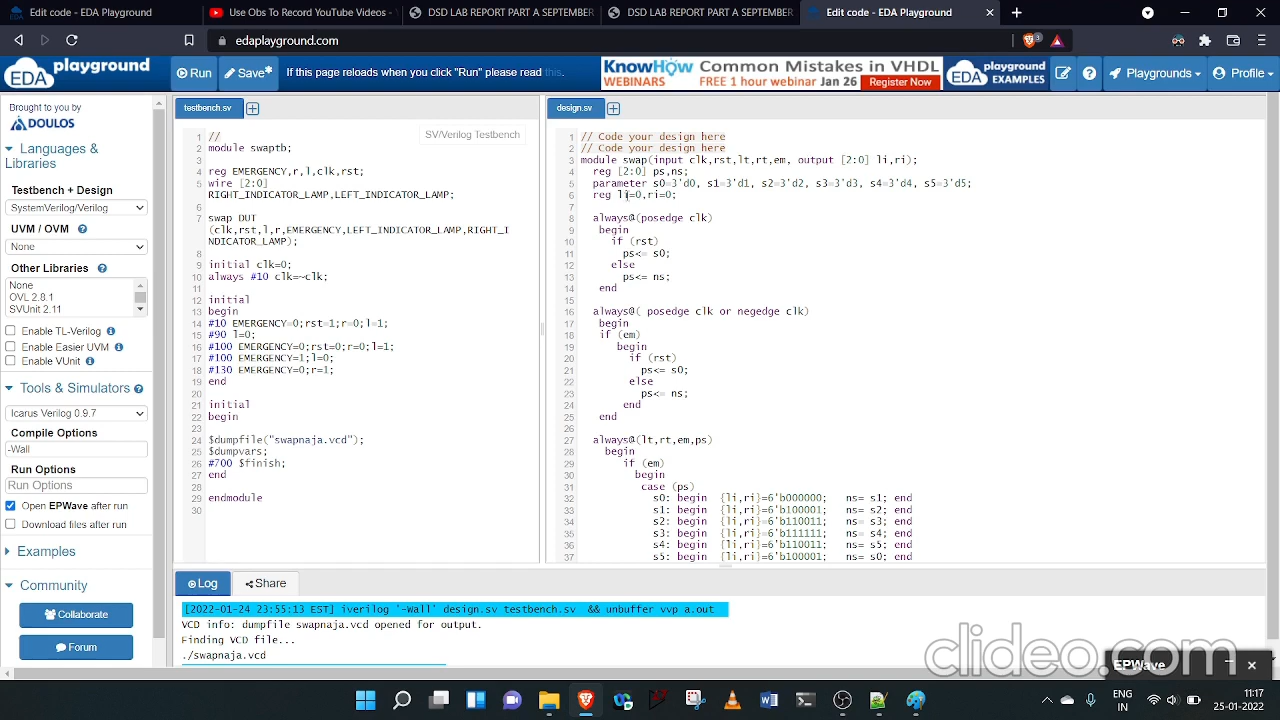 Edit code - EDA Playground
Use Obs To Record YouTube Videos -
DSD LAB REPORT PART A SEPTEMBER
DSD LAB REPORT PART A SEPTEMBER
Edit code - EDA Playground
edaplayground.com
EDA playground
Run
Save*
If this page reloads when you click "Run" please read this.
KnowHow WEBINARS
Common Mistakes in VHDL
FREE 1 hour webinar Jan 26 Register Now
EDA playground EXAMPLES
Playgrounds
Profile
Brought to you by
DOULOS
Languages & Libraries
Testbench + Design
SystemVerilog/Verilog
UVM / OVM
None
Other Libraries
None
OVL 2.8.1
SVUnit 2.11
Enable TL-Verilog
Enable Easier UVM
Enable VUnit
Tools & Simulators
Icarus Verilog 0.9.7
Compile Options
-Wall
Run Options
Run Options
Open EPWave after run
Download files after run
Examples
Community
Collaborate
Forum
testbench.sv
SV/Verilog Testbench
1 //
2 module swaptb;
3
4 reg EMERGENCY,r,l,clk,rst;
5 wire [2:0]
RIGHT_INDICATOR_LAMP,LEFT_INDICATOR_LAMP;
6
7 swap DUT
(clk,rst,l,r,EMERGENCY,LEFT_INDICATOR_LAMP,RIGHT_I
NDICATOR_LAMP);
8
9 initial clk=0;
10 always #10 clk=~clk;
11
12 initial
13 begin
14 #10 EMERGENCY=0;rst=1;r=0;l=1;
15 #90 l=0;
16 #100 EMERGENCY=0;rst=0;r=0;l=1;
17 #100 EMERGENCY=1;l=0;
18 #130 EMERGENCY=0;r=1;
19 end
20
21 initial
22 begin
23
24 $dumpfile("swapnaja.vcd");
25 $dumpvars;
26 #700 $finish;
27 end
28
29 endmodule
30
design.sv
1 // Code your design here
2 // Code your design here
3 module swap(input clk,rst,lt,rt,em, output [2:0] li,ri);
4 reg [2:0] ps,ns;
5 parameter s0=3'd0, s1=3'd1, s2=3'd2, s3=3'd3, s4=3'd4, s5=3'd5;
6 reg li=0,ri=0;
7
8 always@(posedge clk)
9 begin
10 if (rst)
11 ps<= s0;
12 else
13 ps<= ns;
14 end
15
16 always@( posedge clk or negedge clk)
17 begin
18 if (em)
19 begin
20 if (rst)
21 ps<= s0;
22 else
23 ps<= ns;
24 end
25 end
26
27 always@(lt,rt,em,ps)
28 begin
29 if (em)
30 begin
31 case (ps)
32 s0: begin {li,ri}=6'b000000; ns= s1; end
33 s1: begin {li,ri}=6'b100001; ns= s2; end
34 s2: begin {li,ri}=6'b110011; ns= s3; end
35 s3: begin {li,ri}=6'b111111; ns= s4; end
36 s4: begin {li,ri}=6'b110011; ns= s5; end
37 s5: begin {li,ri}=6'b100001; ns= s0; end
Log
Share
[2022-01-24 23:55:13 EST] iverilog '-Wall' design.sv testbench.sv && unbuffer vvp a.out
VCD info: dumpfile swapnaja.vcd opened for output.
Finding VCD file...
./swapnaja.vcd
clideo.com
EPWave
ENG
IN
11:17
25-01-2022